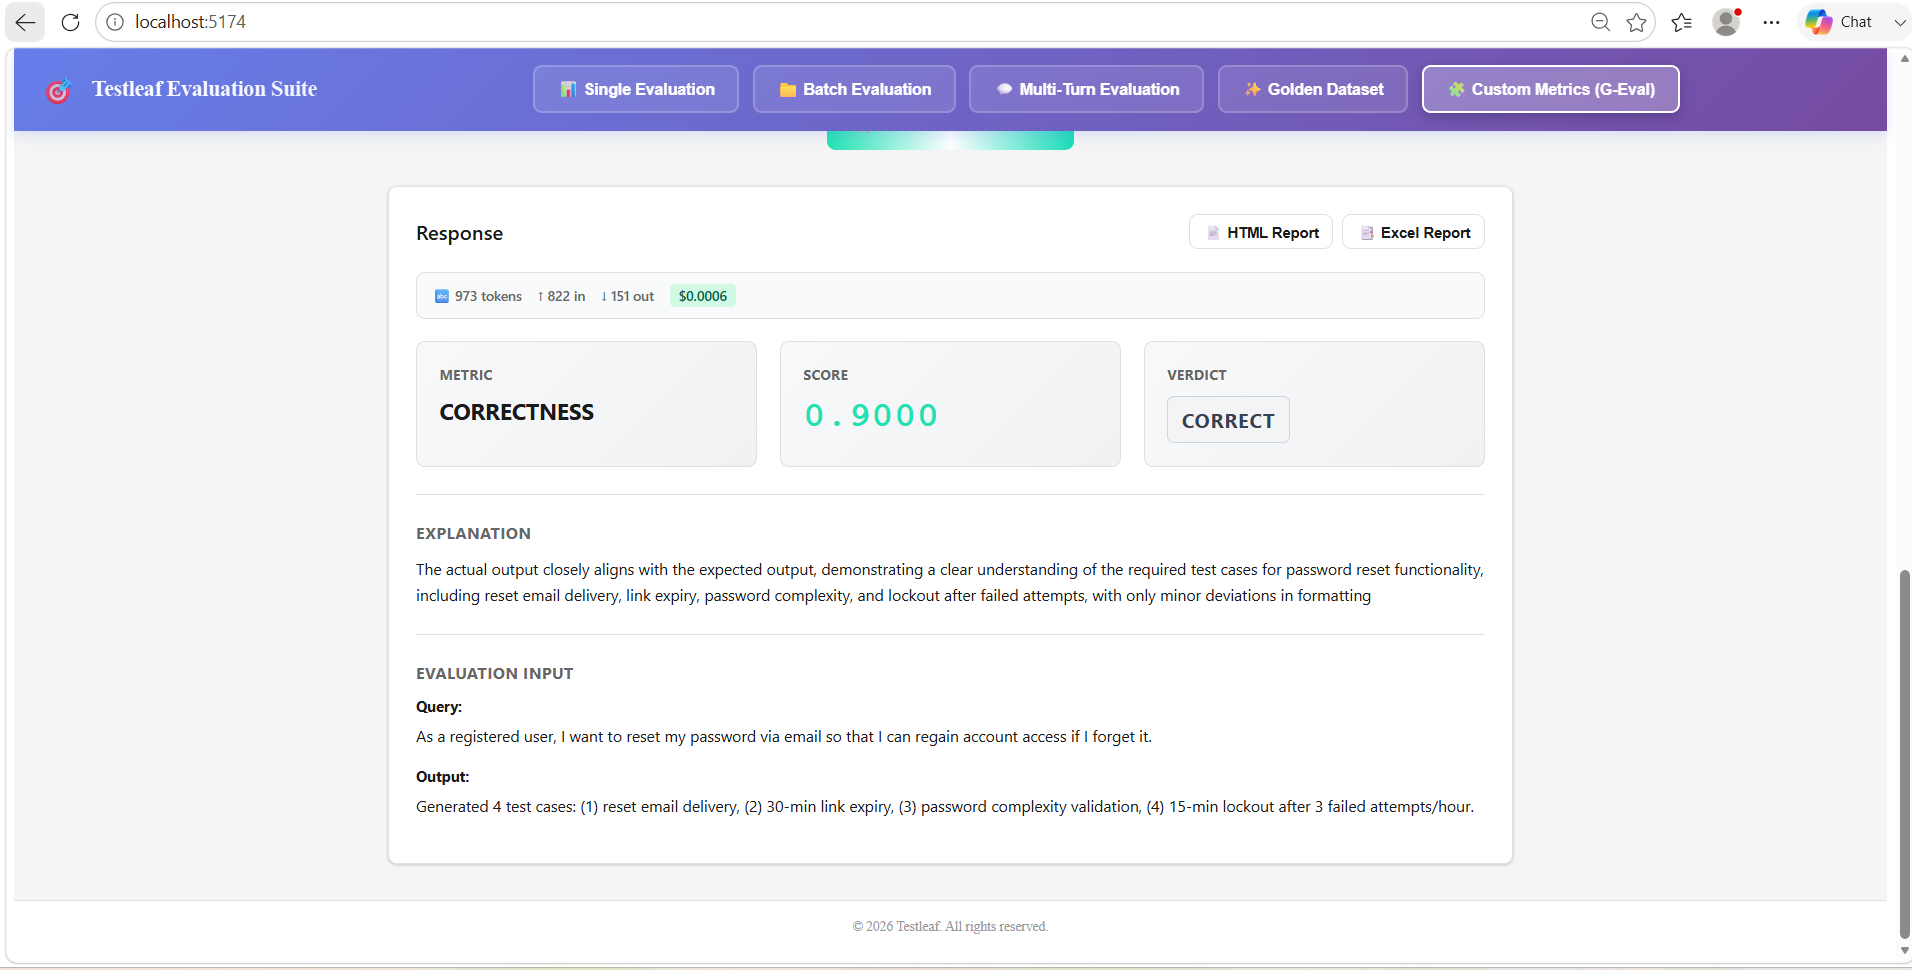 localhost:5174
Chat
Testleaf Evaluation Suite
Single Evaluation
Batch Evaluation
Multi-Turn Evaluation
Golden Dataset
Custom Metrics (G-Eval)
Response
HTML Report
Excel Report
abc 973 tokens ↑ 822 in ↓ 151 out $0.0006
METRIC
CORRECTNESS
SCORE
0.9000
VERDICT
CORRECT
EXPLANATION
The actual output closely aligns with the expected output, demonstrating a clear understanding of the required test cases for password reset functionality,
including reset email delivery, link expiry, password complexity, and lockout after failed attempts, with only minor deviations in formatting
EVALUATION INPUT
Query:
As a registered user, I want to reset my password via email so that I can regain account access if I forget it.
Output:
Generated 4 test cases: (1) reset email delivery, (2) 30-min link expiry, (3) password complexity validation, (4) 15-min lockout after 3 failed attempts/hour.
© 2026 Testleaf. All rights reserved.